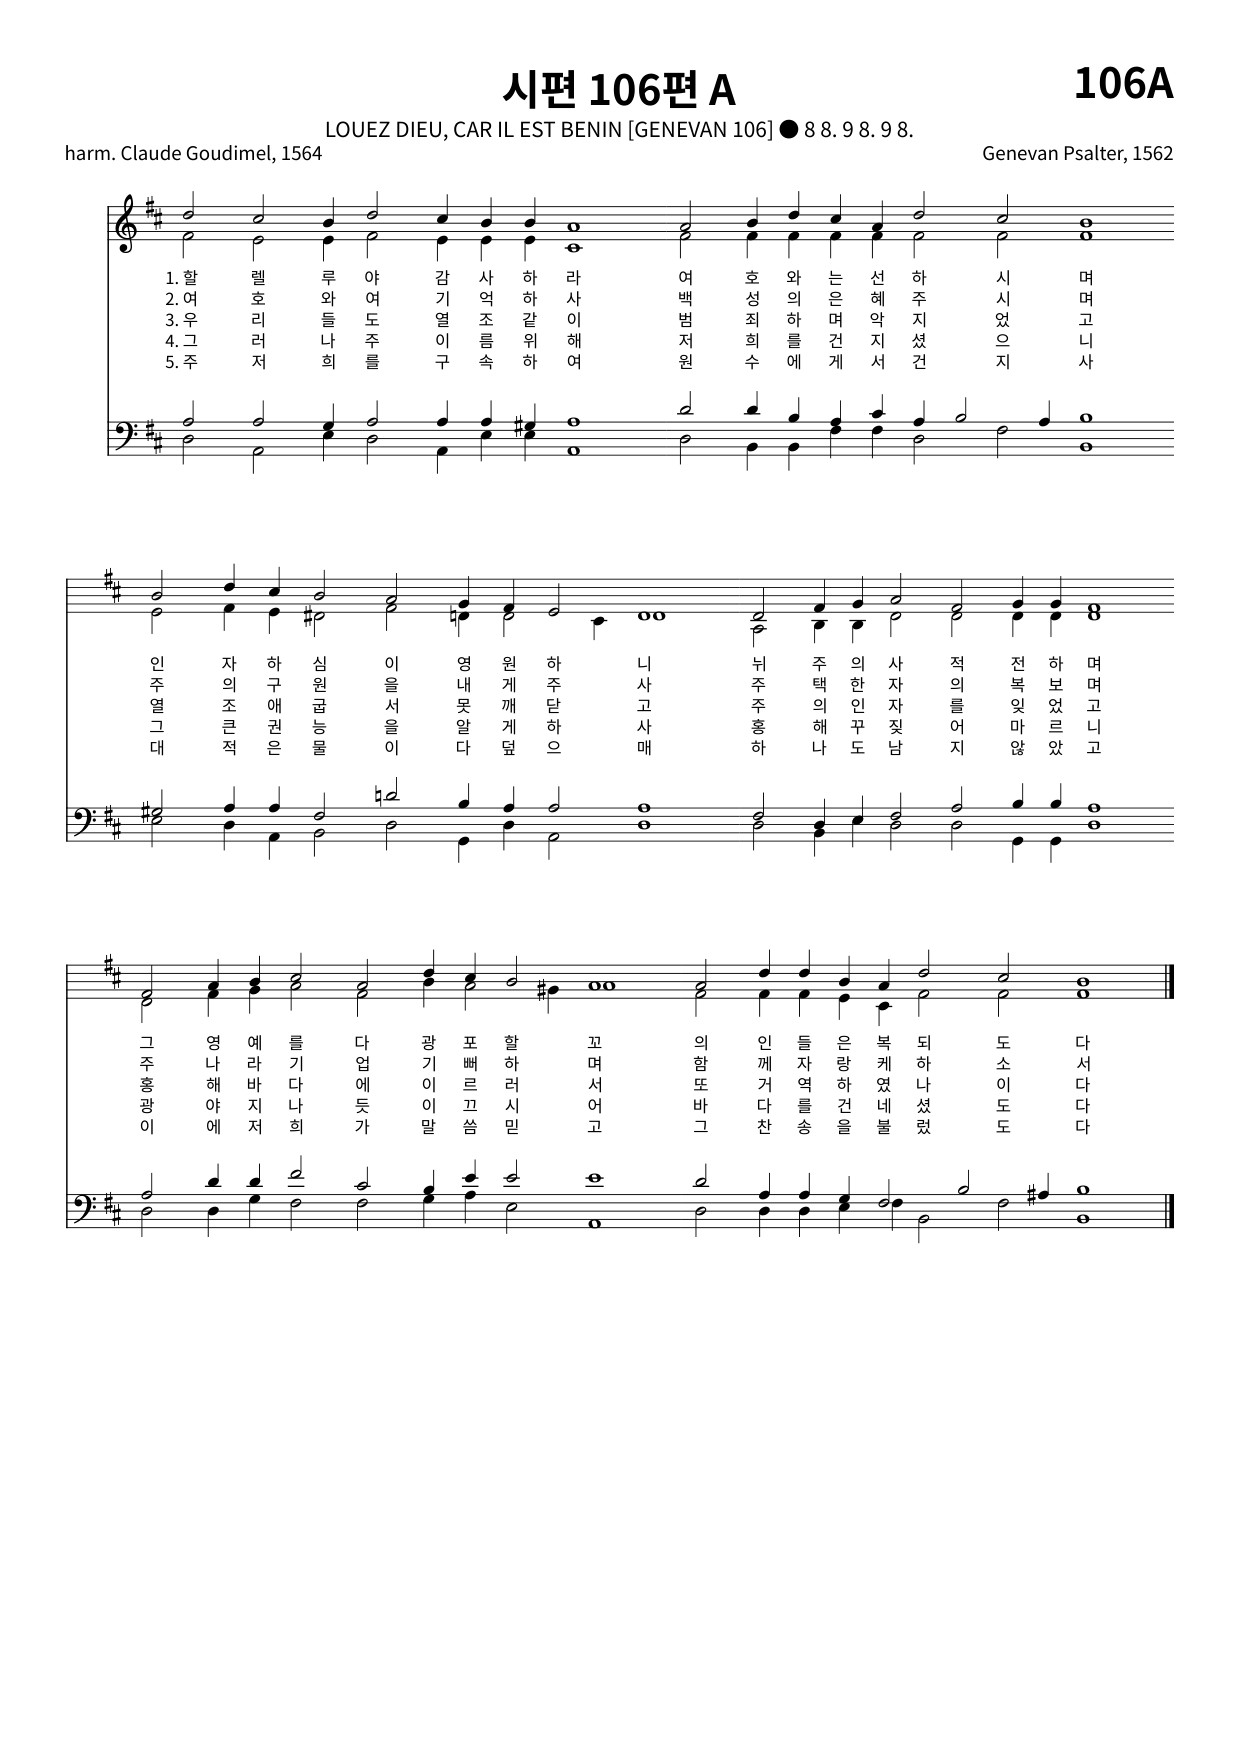 시편 106편 A
106A
LOUEZ DIEU, CAR IL EST BENIN [GENEVAN 106] ● 8 8. 9 8. 9 8.
harm. Claude Goudimel, 1564
Genevan Psalter, 1562
1. 할 렐 루 야 감 사 하 라 여 호 와 는 선 하 시 며
2. 여 호 와 여 기 억 하 사 백 성 의 은 혜 주 시 며
3. 우 리 들 도 열 조 같 이 범 죄 하 며 악 지 었 고
4. 그 러 나 주 이 름 위 해 저 희 를 건 지 셨 으 니
5. 주 저 희 를 구 속 하 여 원 수 에 게 서 건 지 사
인 자 하 심 이 영 원 하 니 뉘 주 의 사 적 전 하 며
주 의 구 원 을 내 게 주 사 주 택 한 자 의 복 보 며
열 조 애 굽 서 못 깨 닫 고 주 의 인 자 를 잊 었 고
그 큰 권 능 을 알 게 하 사 홍 해 꾸 짖 어 마 르 니
대 적 은 물 이 다 덮 으 매 하 나 도 남 지 않 았 고
그 영 예 를 다 광 포 할 꼬 의 인 들 은 복 되 도 다
주 나 라 기 업 기 뻐 하 며 함 께 자 랑 케 하 소 서
홍 해 바 다 에 이 르 러 서 또 거 역 하 였 나 이 다
광 야 지 나 듯 이 끄 시 어 바 다 를 건 네 셨 도 다
이 에 저 희 가 말 씀 믿 고 그 찬 송 을 불 렀 도 다